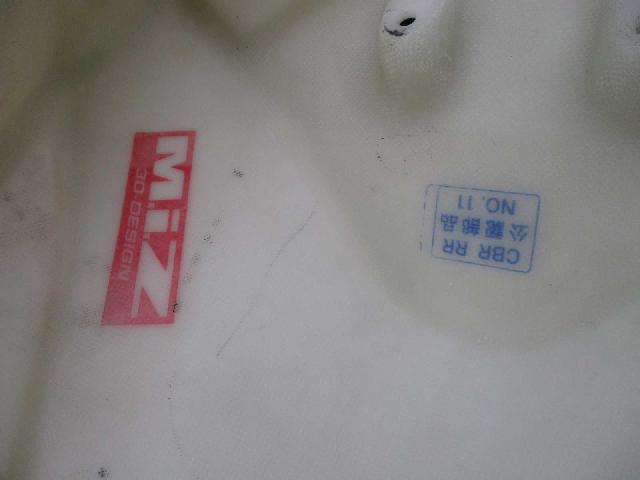 M.i.Z
3D-DESIGN
CBR RR
公認部品
NO. 11